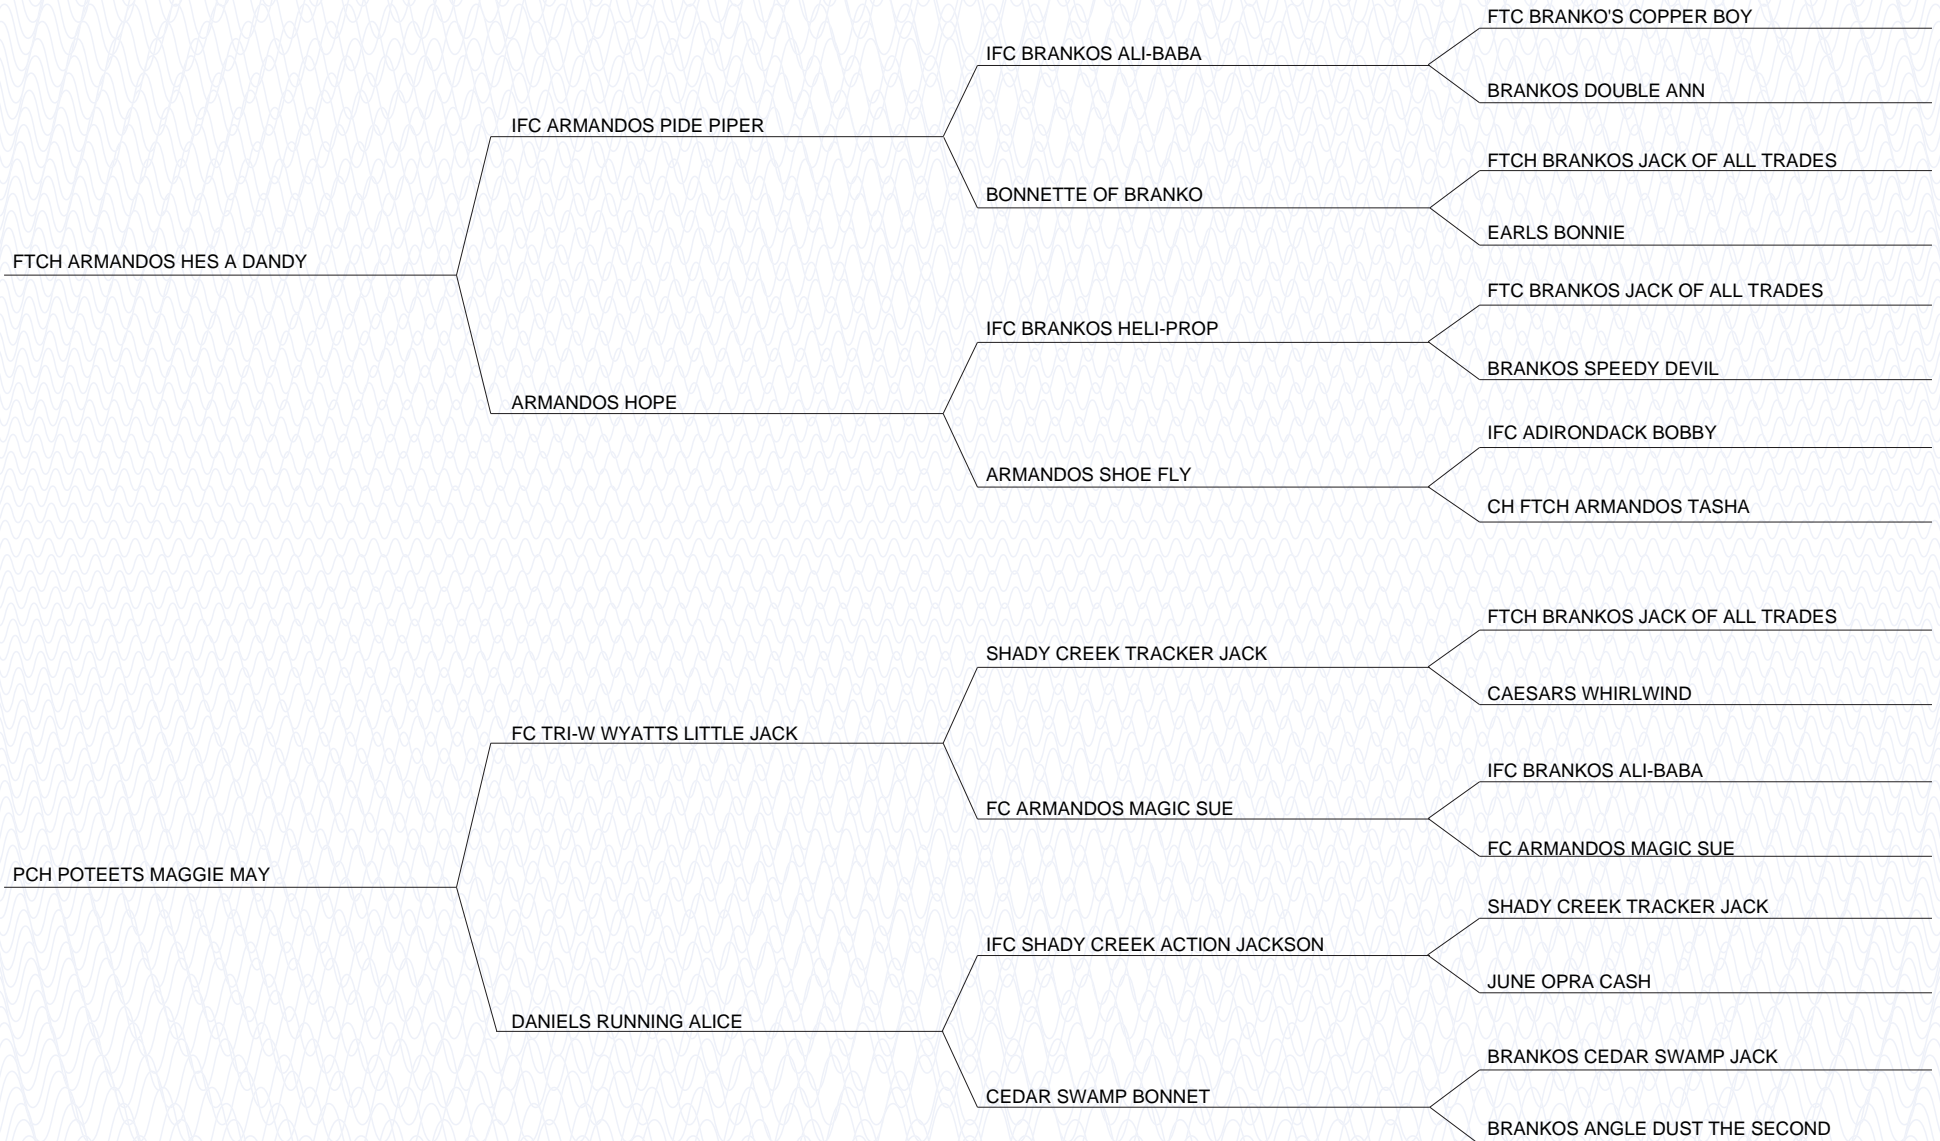 FTC BRANKO'S COPPER BOY
IFC BRANKOS ALI-BABA
BRANKOS DOUBLE ANN
IFC ARMANDOS PIDE PIPER
FTCH BRANKOS JACK OF ALL TRADES
BONNETTE OF BRANKO
EARLS BONNIE
FTCH ARMANDOS HES A DANDY
FTC BRANKOS JACK OF ALL TRADES
IFC BRANKOS HELI-PROP
BRANKOS SPEEDY DEVIL
ARMANDOS HOPE
IFC ADIRONDACK BOBBY
ARMANDOS SHOE FLY
CH FTCH ARMANDOS TASHA
FTCH BRANKOS JACK OF ALL TRADES
SHADY CREEK TRACKER JACK
CAESARS WHIRLWIND
FC TRI-W WYATTS LITTLE JACK
IFC BRANKOS ALI-BABA
FC ARMANDOS MAGIC SUE
FC ARMANDOS MAGIC SUE
PCH POTEETS MAGGIE MAY
SHADY CREEK TRACKER JACK
IFC SHADY CREEK ACTION JACKSON
JUNE OPRA CASH
DANIELS RUNNING ALICE
BRANKOS CEDAR SWAMP JACK
CEDAR SWAMP BONNET
BRANKOS ANGLE DUST THE SECOND